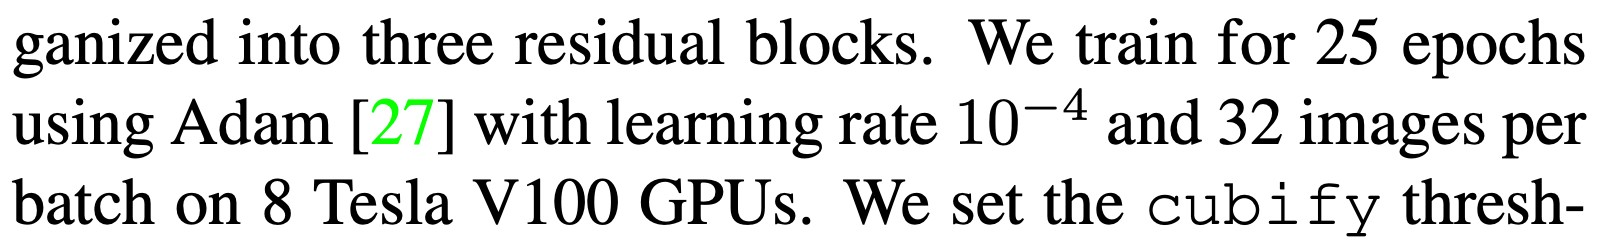 ganized into three residual blocks. We train for 25 epochs
using Adam [27] with learning rate 10⁻⁴ and 32 images per
batch on 8 Tesla V100 GPUs. We set the cubify thresh-